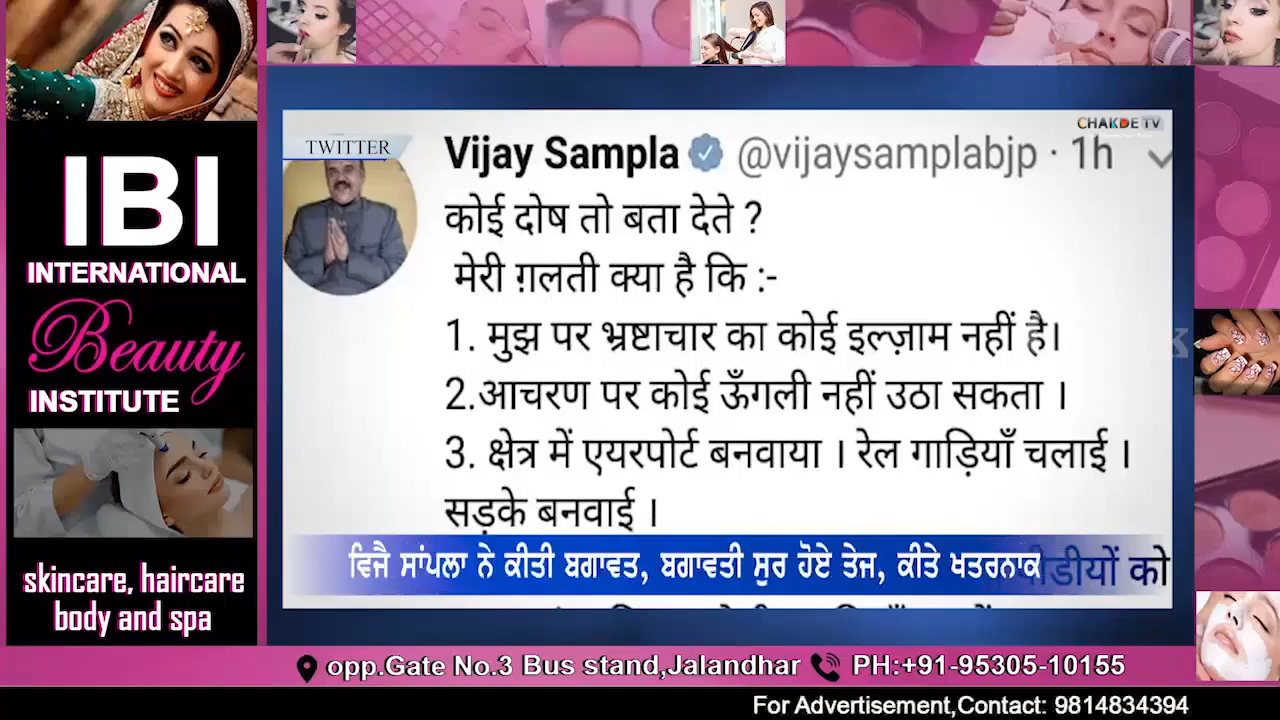 IBI
INTERNATIONAL
Beauty
INSTITUTE
skincare, haircare
body and spa
CHAKDE TV
TWITTER
Vijay Sampla @vijaysamplabjp · 1h
कोई दोष तो बता देते ?
मेरी ग़लती क्या है कि :-
1. मुझ पर भ्रष्टाचार का कोई इल्ज़ाम नहीं है।
2.आचरण पर कोई ऊँगली नहीं उठा सकता ।
3. क्षेत्र में एयरपोर्ट बनवाया । रेल गाड़ियाँ चलाई ।
सड़के बनवाई ।
को
ਵਿਜੈ ਸਾਂਪਲਾ ਨੇ ਕੀਤੀ ਬਗਾਵਤ, ਬਗਾਵਤੀ ਸੁਰ ਹੋਏ ਤੇਜ, ਕੀਤੇ ਖਤਰਨਾਕ
opp.Gate No.3 Bus stand,Jalandhar PH:+91-95305-10155
For Advertisement,Contact: 9814834394